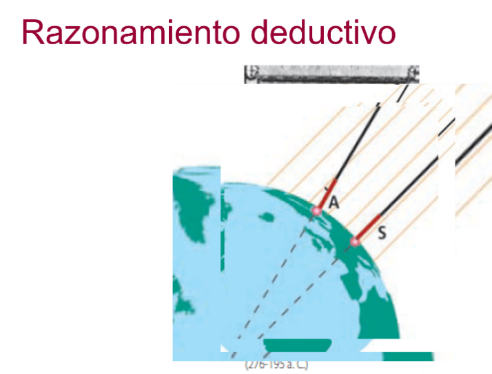 Razonamiento deductivo
A
S
(276-195 a. C.)